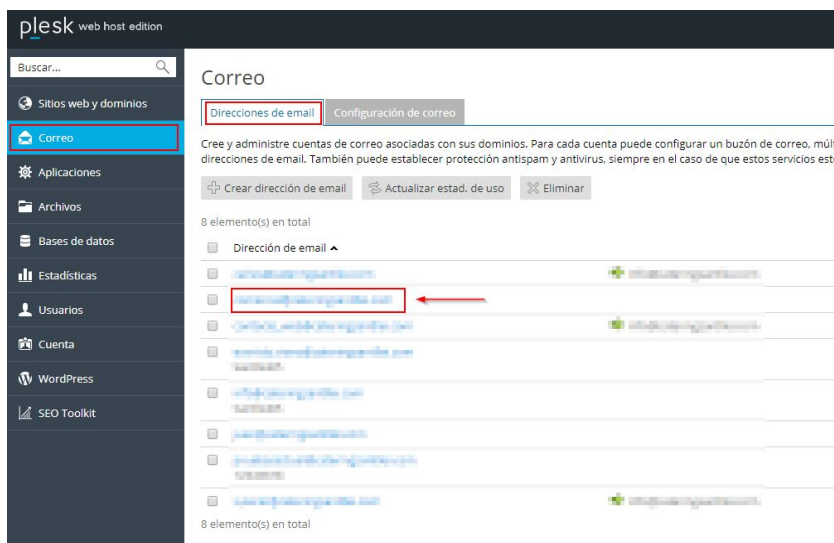 plesk web host edition
Buscar...
Sitios web y dominios
Correo
Aplicaciones
Archivos
Bases de datos
Estadísticas
Usuarios
Cuenta
WordPress
SEO Toolkit
Correo
Direcciones de email
Configuración de correo
Cree y administre cuentas de correo asociadas con sus dominios. Para cada cuenta puede configurar un buzón de correo, múl
direcciones de email. También puede establecer protección antispam y antivirus, siempre en el caso de que estos servicios est
Crear dirección de email
Actualizar estad. de uso
Eliminar
8 elemento(s) en total
Dirección de email
8 elemento(s) en total